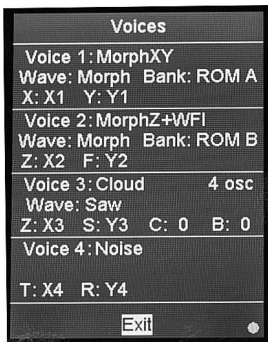 Voices
Voice 1: MorphXY
Wave: Morph Bank: ROM A
X: X1 Y: Y1
Voice 2: MorphZ+WFI
Wave: Morph Bank: ROM B
Z: X2 F: Y2
Voice 3: Cloud 4 osc
Wave: Saw
Z: X3 S: Y3 C: 0 B: 0
Voice 4: Noise
T: X4 R: Y4
Exit